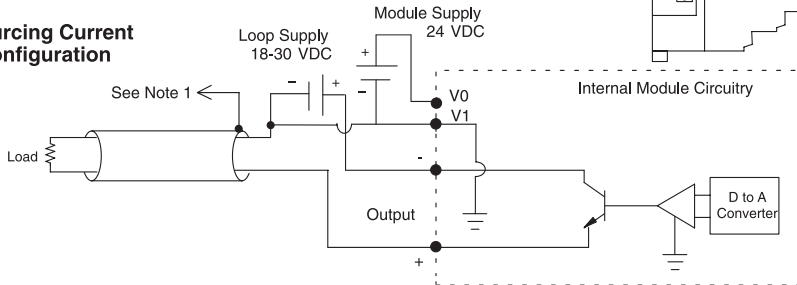 urcing Current
onfiguration
Loop Supply
18-30 VDC
Module Supply
24 VDC
+
-
-
+
See Note 1
Load
V0
V1
Internal Module Circuitry
-
Output
+
D to A
Converter